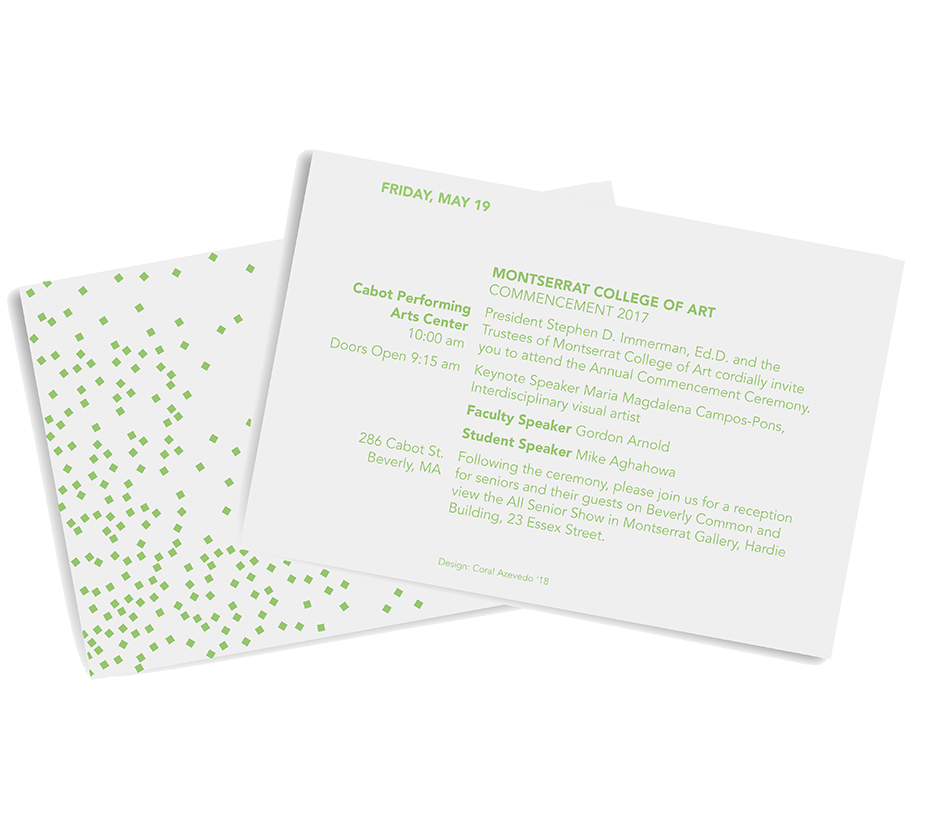 FRIDAY, MAY 19
Cabot Performing
Arts Center
10:00 am
Doors Open 9:15 am
286 Cabot St.
Beverly, MA
MONTSERRAT COLLEGE OF ART
COMMENCEMENT 2017
President Stephen D. Immerman, Ed.D. and the
Trustees of Montserrat College of Art cordially invite
you to attend the Annual Commencement Ceremony.
Keynote Speaker Maria Magdalena Campos-Pons,
Interdisciplinary visual artist
Faculty Speaker Gordon Arnold
Student Speaker Mike Aghahowa
Following the ceremony, please join us for a reception
for seniors and their guests on Beverly Common and
view the All Senior Show in Montserrat Gallery, Hardie
Building, 23 Essex Street.
Design: Coral Azevedo '18